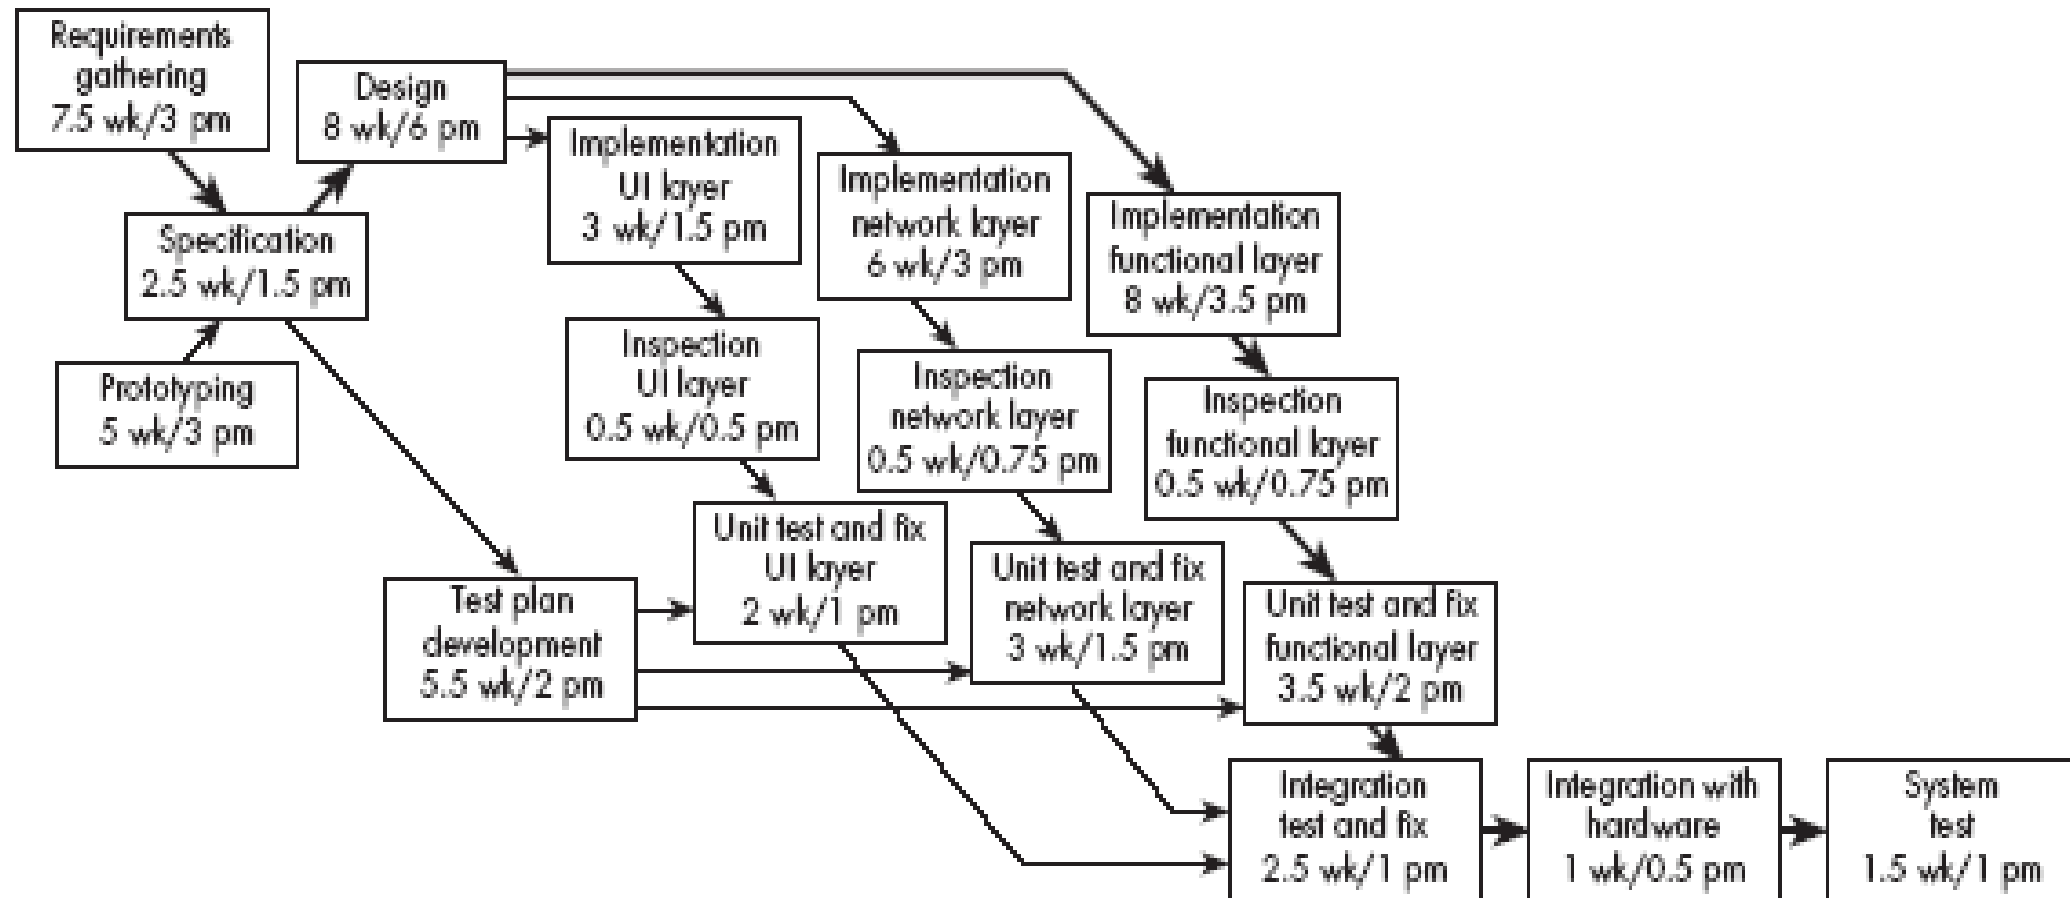 Requirements
gathering
7.5 wk/3 pm
Design
8 wk/6 pm
Implementation
UI layer
3 wk/1.5 pm
Implementation
network layer
6 wk/3 pm
Implementation
functional layer
8 wk/3.5 pm
Specification
2.5 wk/1.5 pm
Prototyping
5 wk/3 pm
Inspection
UI layer
0.5 wk/0.5 pm
Inspection
network layer
0.5 wk/0.75 pm
Inspection
functional layer
0.5 wk/0.75 pm
Test plan
development
5.5 wk/2 pm
Unit test and fix
UI layer
2 wk/1 pm
Unit test and fix
network layer
3 wk/1.5 pm
Unit test and fix
functional layer
3.5 wk/2 pm
Integration
test and fix
2.5 wk/1 pm
Integration with
hardware
1 wk/0.5 pm
System
test
1.5 wk/1 pm